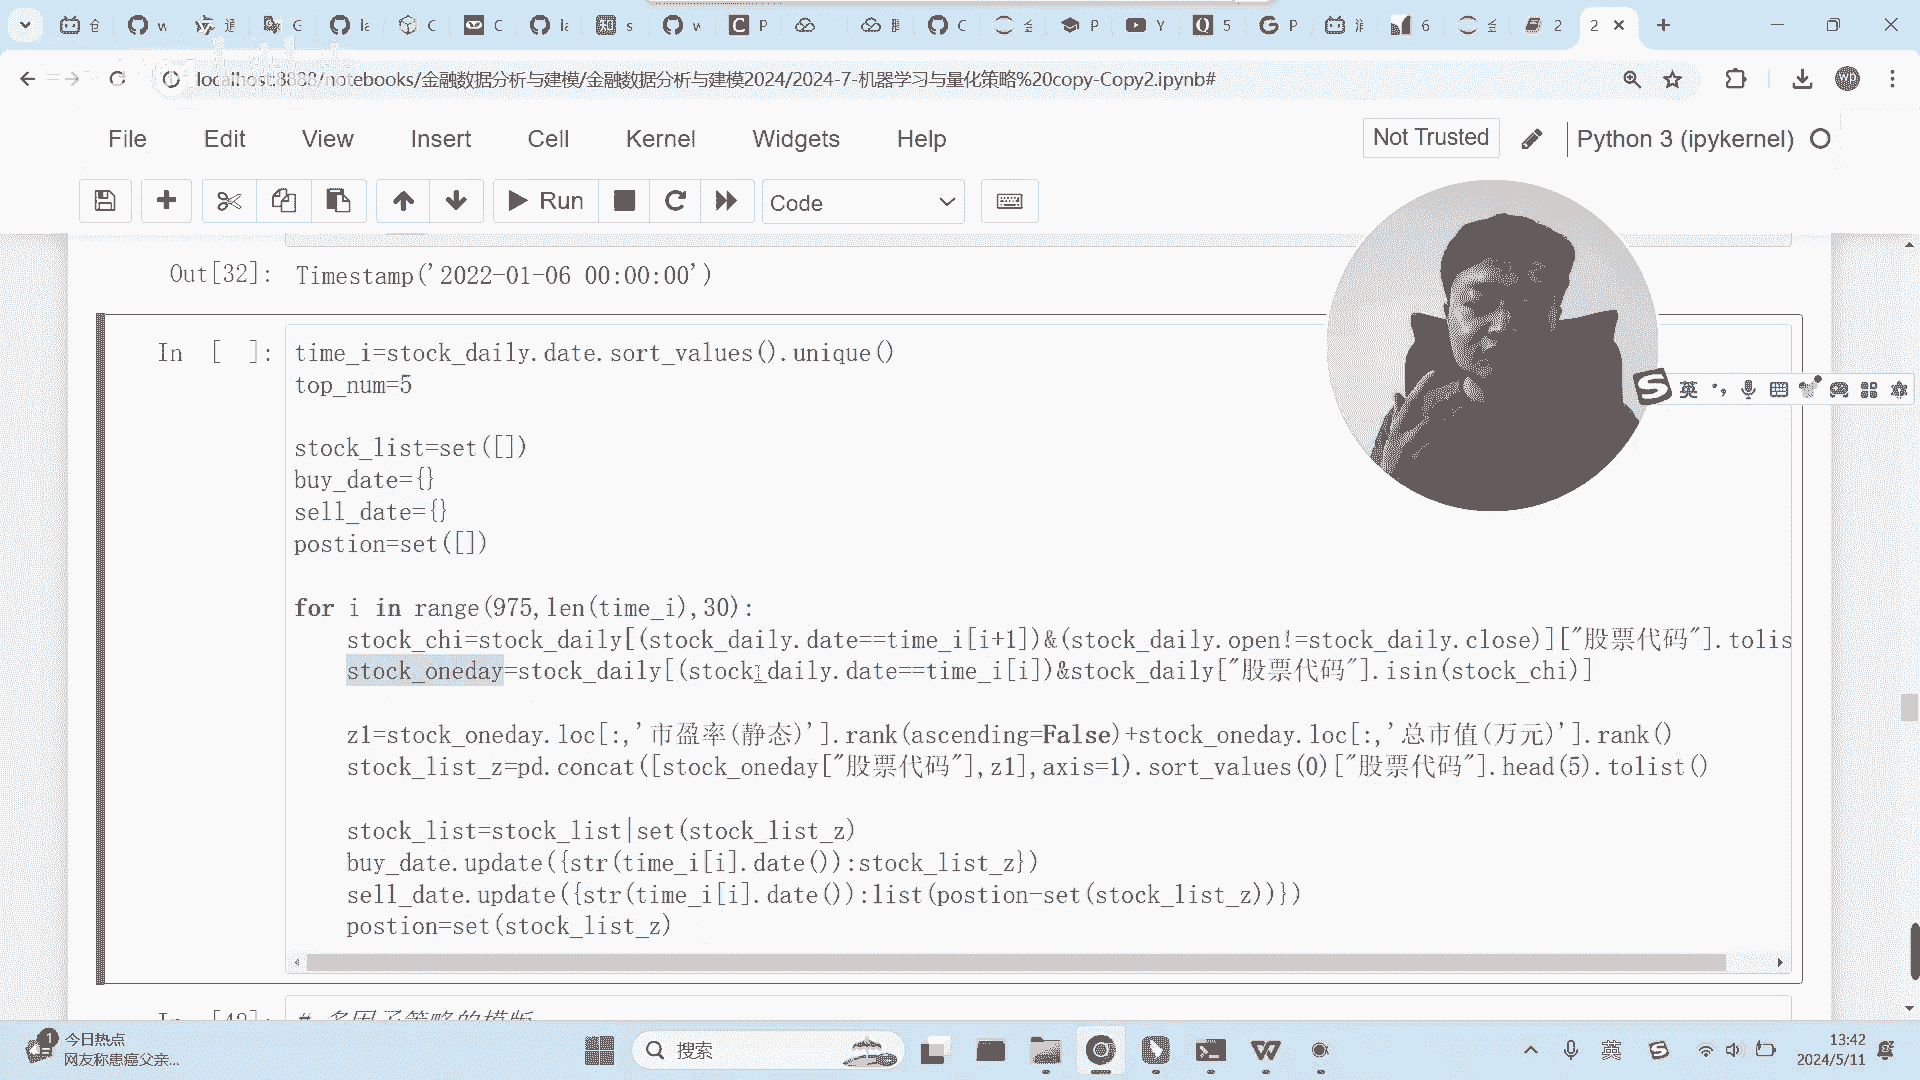 localhost:8888/notebooks/金融数据分析与建模/金融数据分析与建模2024/2024-7-机器学习与量化策略%20copy-Copy2.ipynb#
File Edit View Insert Cell Kernel Widgets Help
Not Trusted
Python 3 (ipykernel)
Run
Code
Out[32]: Timestamp('2022-01-06 00:00:00')
In [ ]: time_i=stock_daily.date.sort_values().unique()
top_num=5
stock_list=set([])
buy_date={}
sell_date={}
postion=set([])
for i in range(975,len(time_i),30):
stock_chi=stock_daily[(stock_daily.date==time_i[i+1])&(stock_daily.open!=stock_daily.close)]["股票代码"].tolis
stock_oneday=stock_daily[(stock_daily.date==time_i[i])&stock_daily["股票代码"].isin(stock_chi)]
z1=stock_oneday.loc[:,'市盈率(静态)'].rank(ascending=False)+stock_oneday.loc[:,'总市值(万元)'].rank()
stock_list_z=pd.concat([stock_oneday["股票代码"],z1],axis=1).sort_values(0)["股票代码"].head(5).tolist()
stock_list=stock_list|set(stock_list_z)
buy_date.update({str(time_i[i].date()):stock_list_z})
sell_date.update({str(time_i[i].date()):list(postion-set(stock_list_z))})
postion=set(stock_list_z)
英
今日热点
网友称患癌父亲...
搜索
英
13:42
2024/5/11